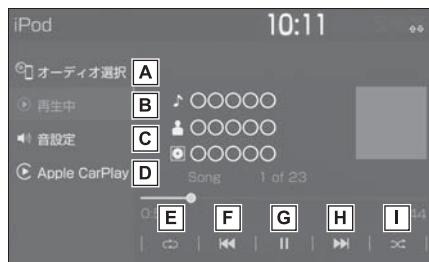 iPod 10:11
オーディオ選択 A
再生中 B
音設定 C
Apple CarPlay D
○○○○○
○○○○○
○○○○○
Song 1 of 23
E F G H I